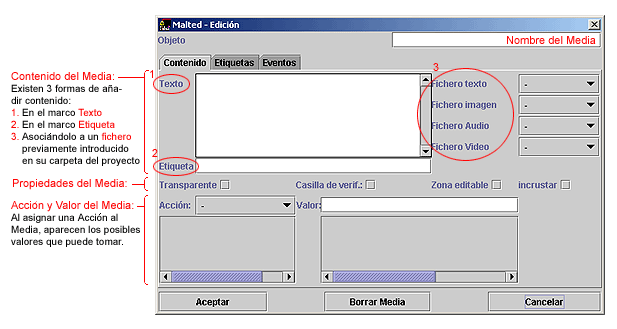 Malted - Edición
Objeto
Nombre del Media
Contenido Etiquetas Eventos
Contenido del Media:
Existen 3 formas de aña-
dir contenido:
1. En el marco Texto
2. En el marco Etiqueta
3. Asociándolo a un fichero
previamente introducido
en su carpeta del proyecto
1
Texto
3
Fichero texto -
Fichero imagen -
Fichero Audio -
Fichero Video -
2
Etiqueta
Propiedades del Media:
Transparente Casilla de verif.: Zona editable incrustar
Acción y Valor del Media:
Al asignar una Acción al
Media, aparecen los posibles
valores que puede tomar.
Acción: - Valor:
Aceptar Borrar Media Cancelar